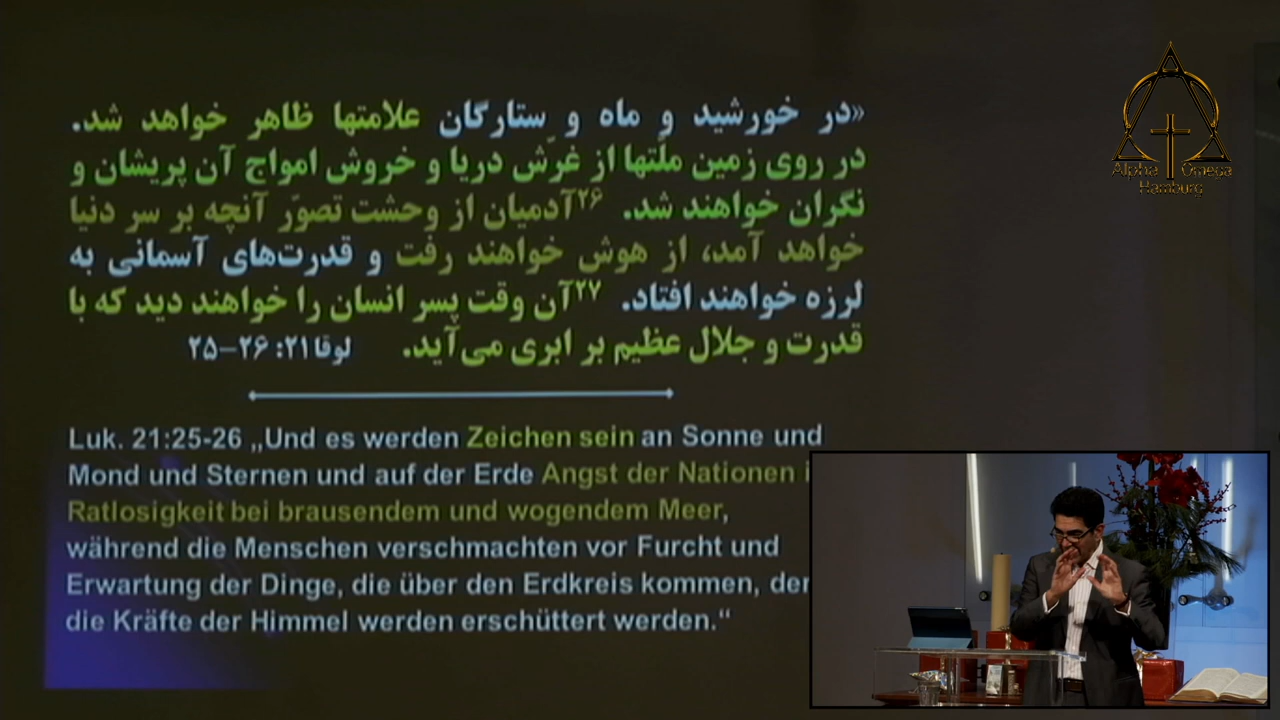 «در خورشید و ماه و ستارگان علامتها ظاهر خواهد شد.
در روی زمین ملّتها از غرّشِ دریا و خروش امواج آن پریشان و
نگران خواهند شد. ۲۶آدمیان از وحشت تصوّر آنچه بر سر دنیا
خواهد آمد، از هوش خواهند رفت و قدرت‌های آسمانی به
لرزه خواهند افتاد. ۲۷آن وقت پسر انسان را خواهند دید که با
قدرت و جلال عظیم بر ابری می‌آید. لوقا۲۱: ۲۶–۲۵
Luk. 21:25-26 „Und es werden Zeichen sein an Sonne und
Mond und Sternen und auf der Erde Angst der Nationen
Ratlosigkeit bei brausendem und wogendem Meer,
während die Menschen verschmachten vor Furcht und
Erwartung der Dinge, die über den Erdkreis kommen,
die Kräfte der Himmel werden erschüttert werden.“
Alpha Omega
Hamburg